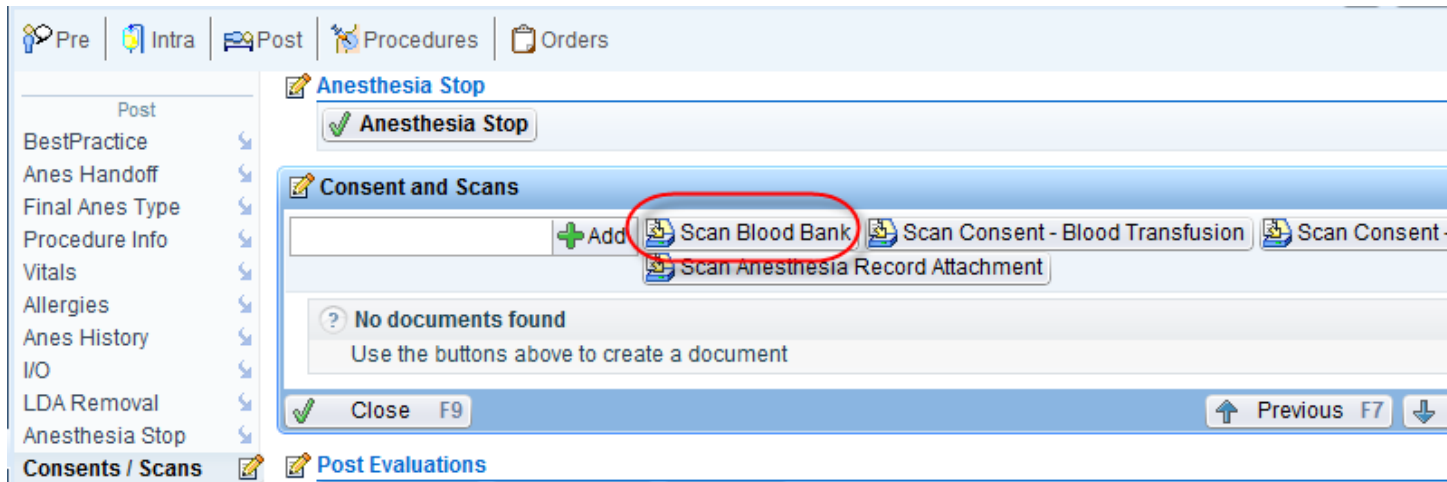 Pre Intra Post Procedures Orders
Post
BestPractice
Anes Handoff
Final Anes Type
Procedure Info
Vitals
Allergies
Anes History
I/O
LDA Removal
Anesthesia Stop
Consents / Scans
Anesthesia Stop
Anesthesia Stop
Consent and Scans
Add Scan Blood Bank Scan Consent - Blood Transfusion Scan Consent -
Scan Anesthesia Record Attachment
? No documents found
Use the buttons above to create a document
Close F9 Previous F7
Post Evaluations